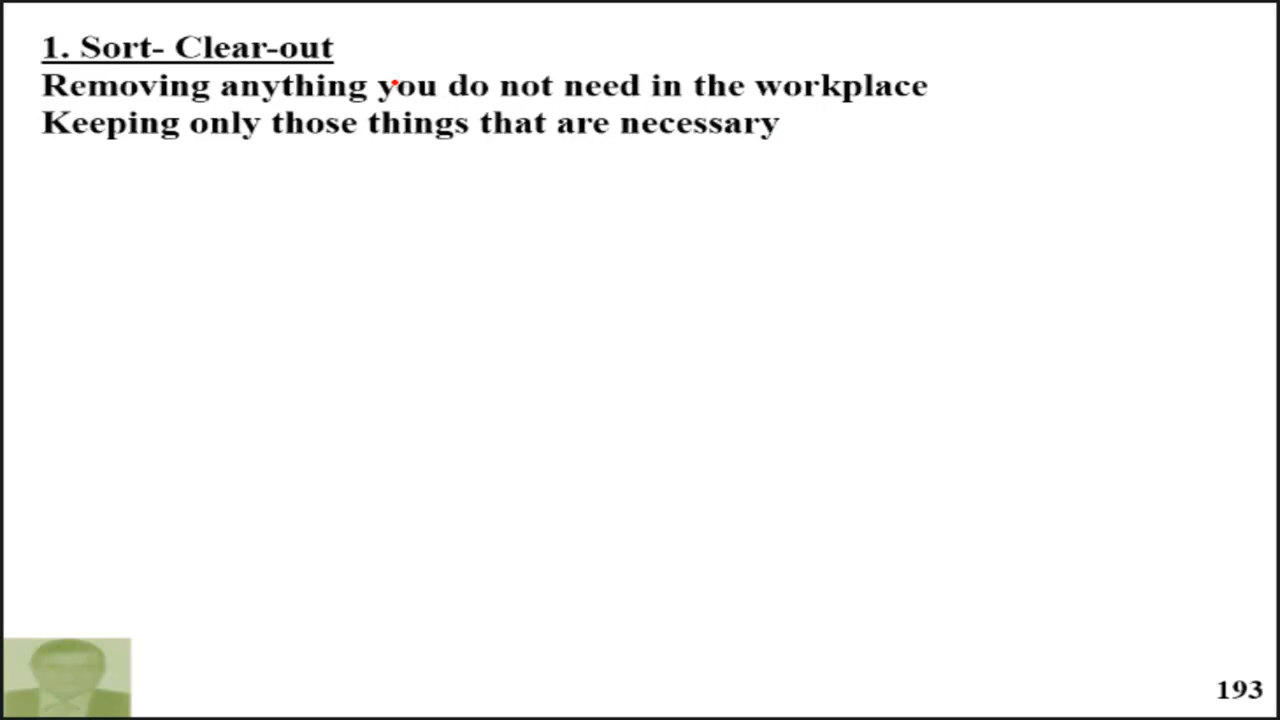 1. Sort- Clear-out
Removing anything you do not need in the workplace
Keeping only those things that are necessary
193